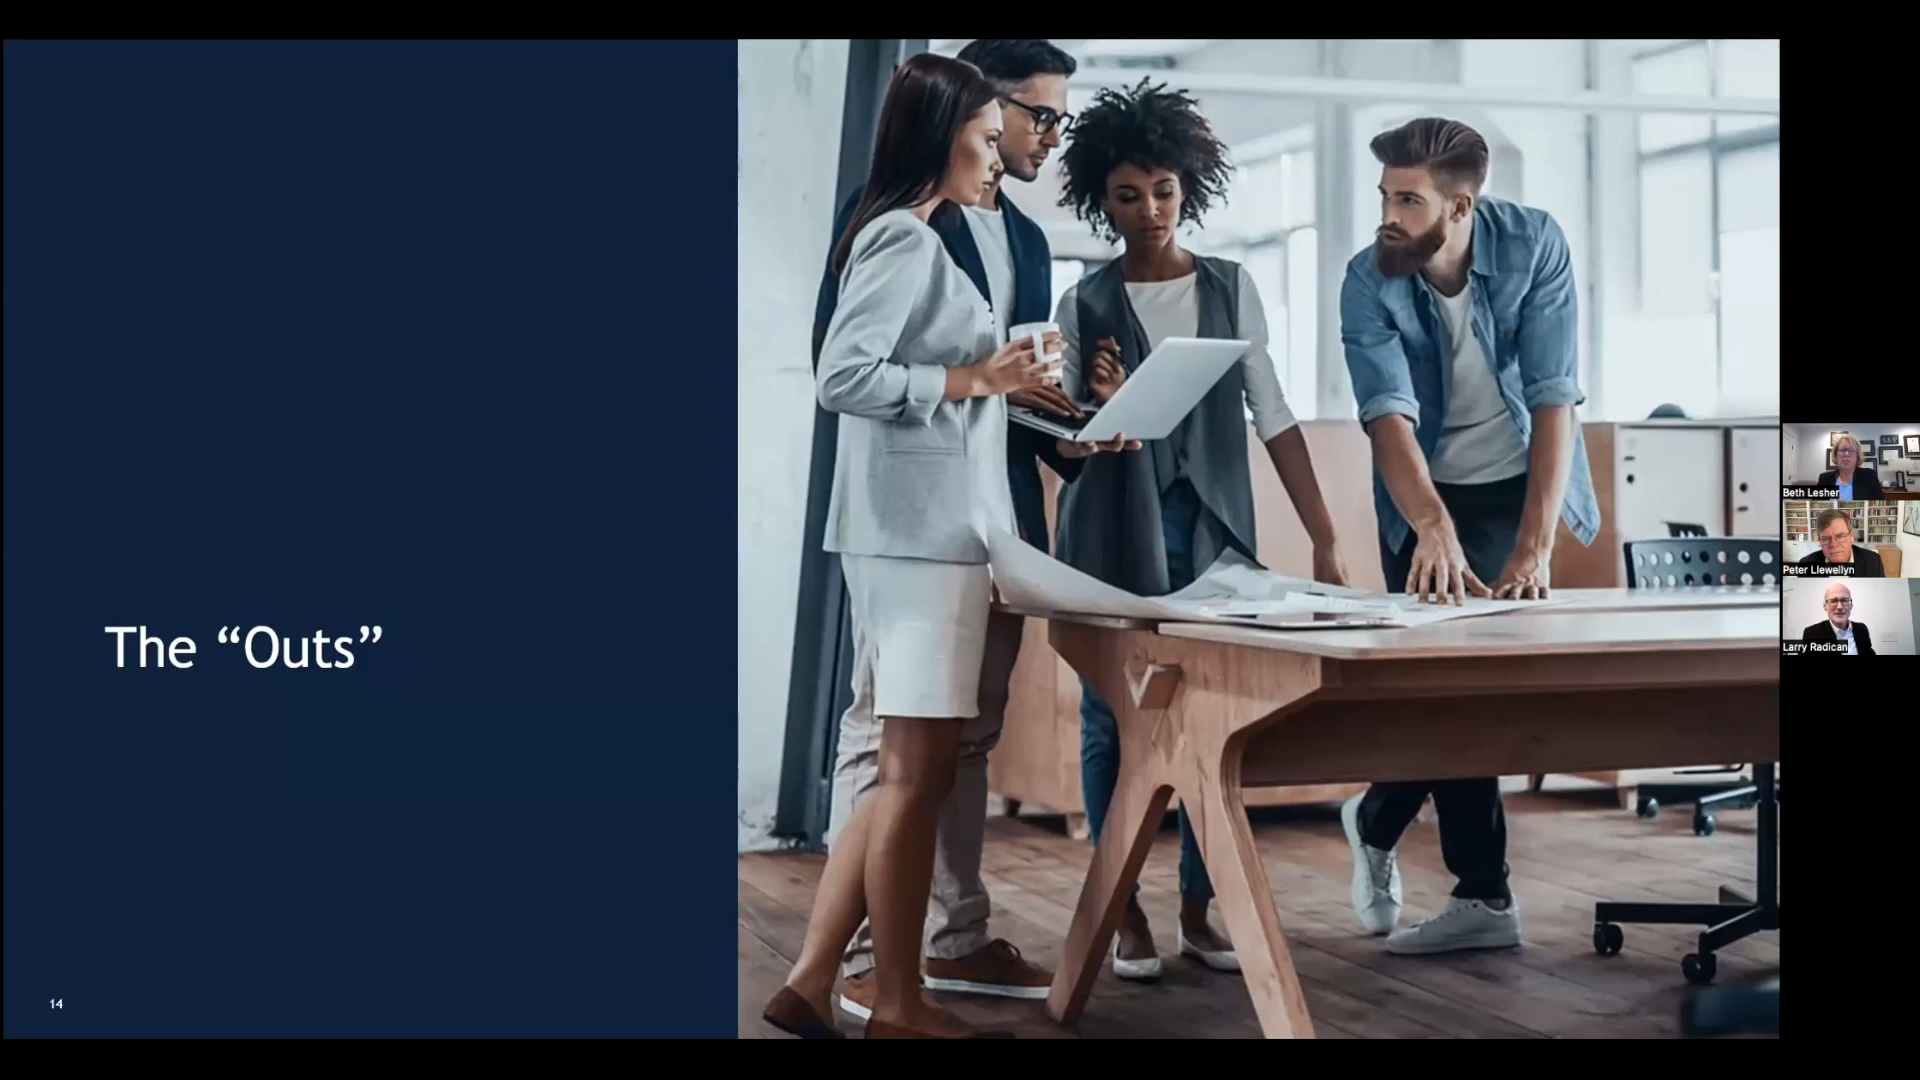 The “Outs”
14
Beth Lesher
Peter Llewellyn
Larry Radican